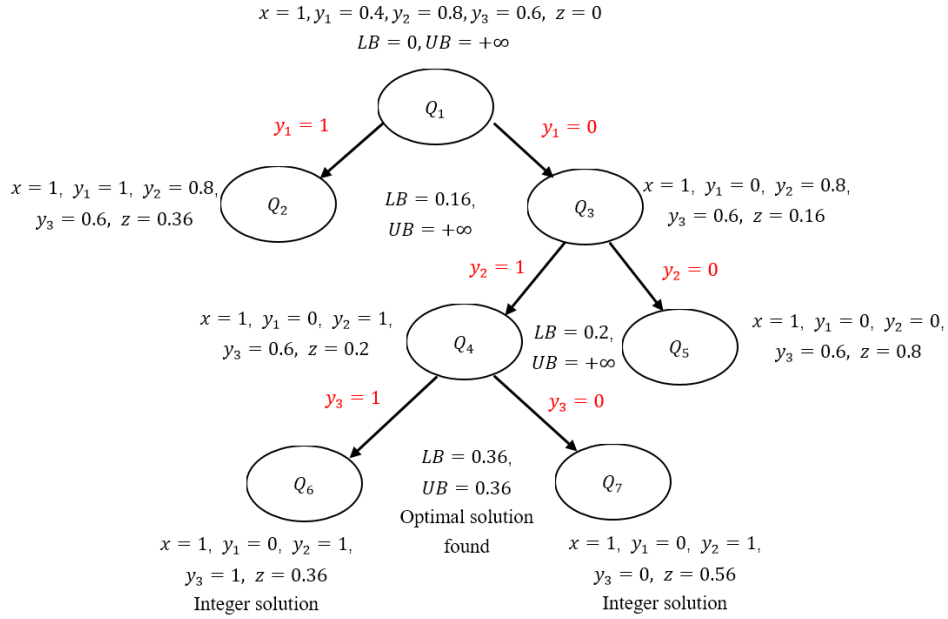 x = 1, y₁ = 0.4, y₂ = 0.8, y₃ = 0.6, z = 0
LB = 0, UB = +∞
Q₁
y₁ = 1
y₁ = 0
x = 1, y₁ = 1, y₂ = 0.8,
y₃ = 0.6, z = 0.36
Q₂
LB = 0.16,
UB = +∞
Q₃
x = 1, y₁ = 0, y₂ = 0.8,
y₃ = 0.6, z = 0.16
y₂ = 1
y₂ = 0
x = 1, y₁ = 0, y₂ = 1,
y₃ = 0.6, z = 0.2
Q₄
LB = 0.2,
UB = +∞
Q₅
x = 1, y₁ = 0, y₂ = 0,
y₃ = 0.6, z = 0.8
y₃ = 1
y₃ = 0
Q₆
LB = 0.36,
UB = 0.36
Optimal solution
found
Q₇
x = 1, y₁ = 0, y₂ = 1,
y₃ = 1, z = 0.36
Integer solution
x = 1, y₁ = 0, y₂ = 1,
y₃ = 0, z = 0.56
Integer solution